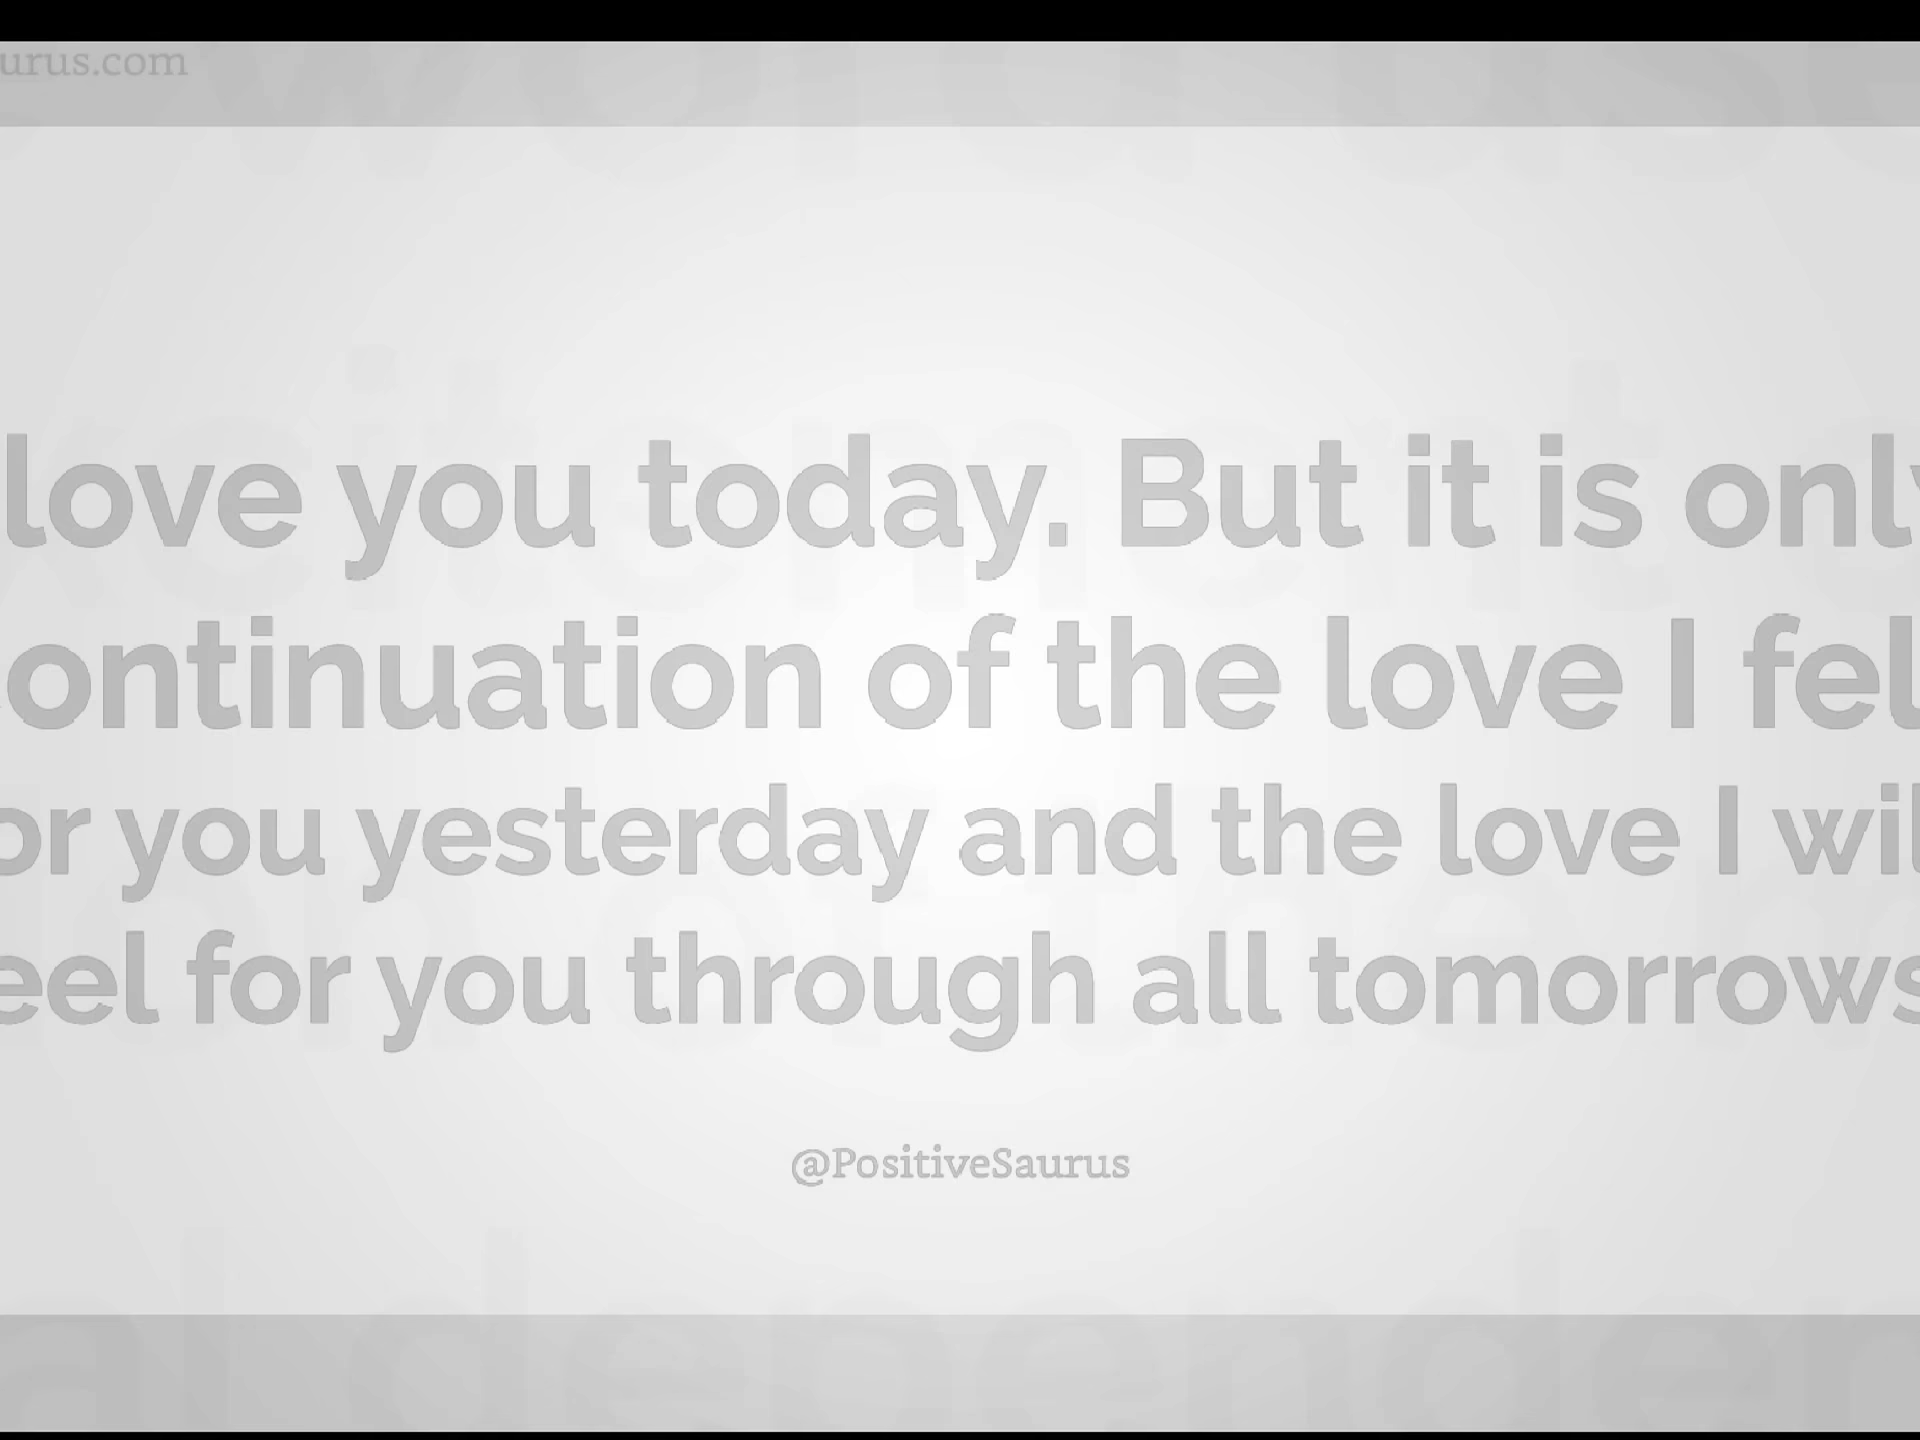 urus.com
love you today. But it is only
ontinuation of the love I fel
or you yesterday and the love I wil
eel for you through all tomorrows
@PositiveSaurus